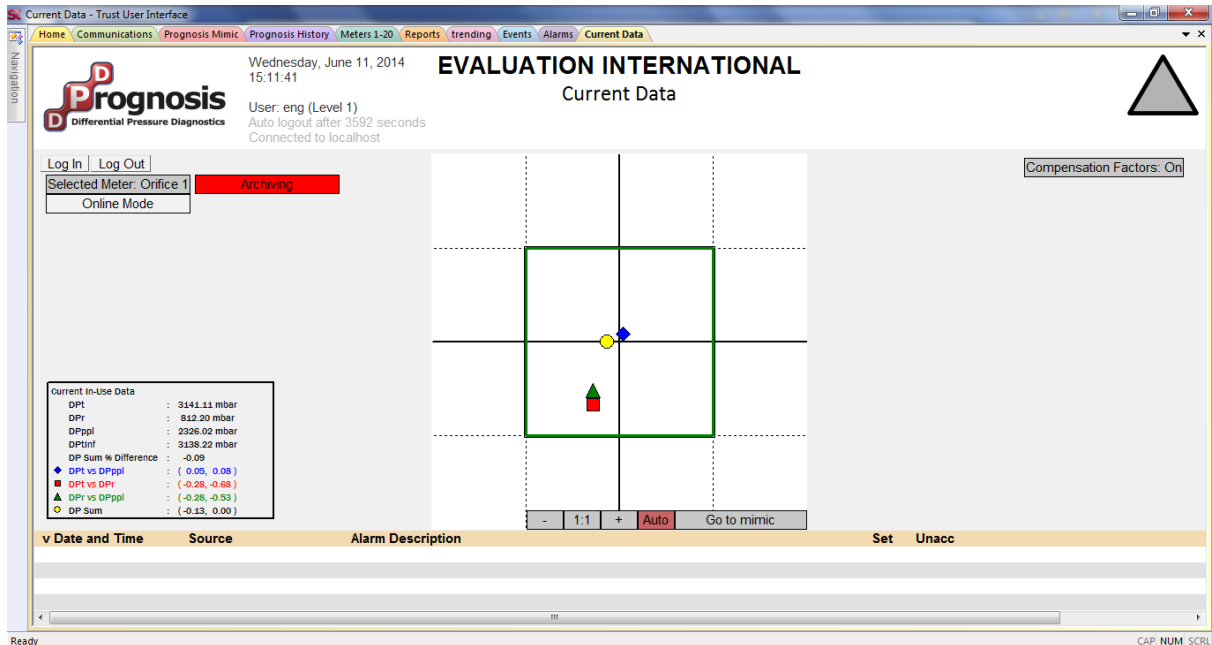 Current Data - Trust User Interface
Home Communications Prognosis Mimic Prognosis History Meters 1-20 Reports trending Events Alarms Current Data
Navigation
D
Prognosis
D Differential Pressure Diagnostics
Wednesday, June 11, 2014
15:11:41
User: eng (Level 1)
Auto logout after 3592 seconds
Connected to localhost
EVALUATION INTERNATIONAL
Current Data
Log In Log Out
Selected Meter: Orifice 1 Archiving
Online Mode
Compensation Factors: On
Current In-Use Data
DPt : 3141.11 mbar
DPr : 812.20 mbar
DPppl : 2326.02 mbar
DPtInf : 3138.22 mbar
DP Sum % Difference : -0.09
DPt vs DPppl : ( 0.05, 0.08 )
DPt vs DPr : ( -0.28, -0.68 )
DPr vs DPppl : ( -0.28, -0.53 )
DP Sum : ( -0.13, 0.00 )
- 1:1 + Auto Go to mimic
v Date and Time Source Alarm Description Set Unacc
Ready
CAP NUM SCRL